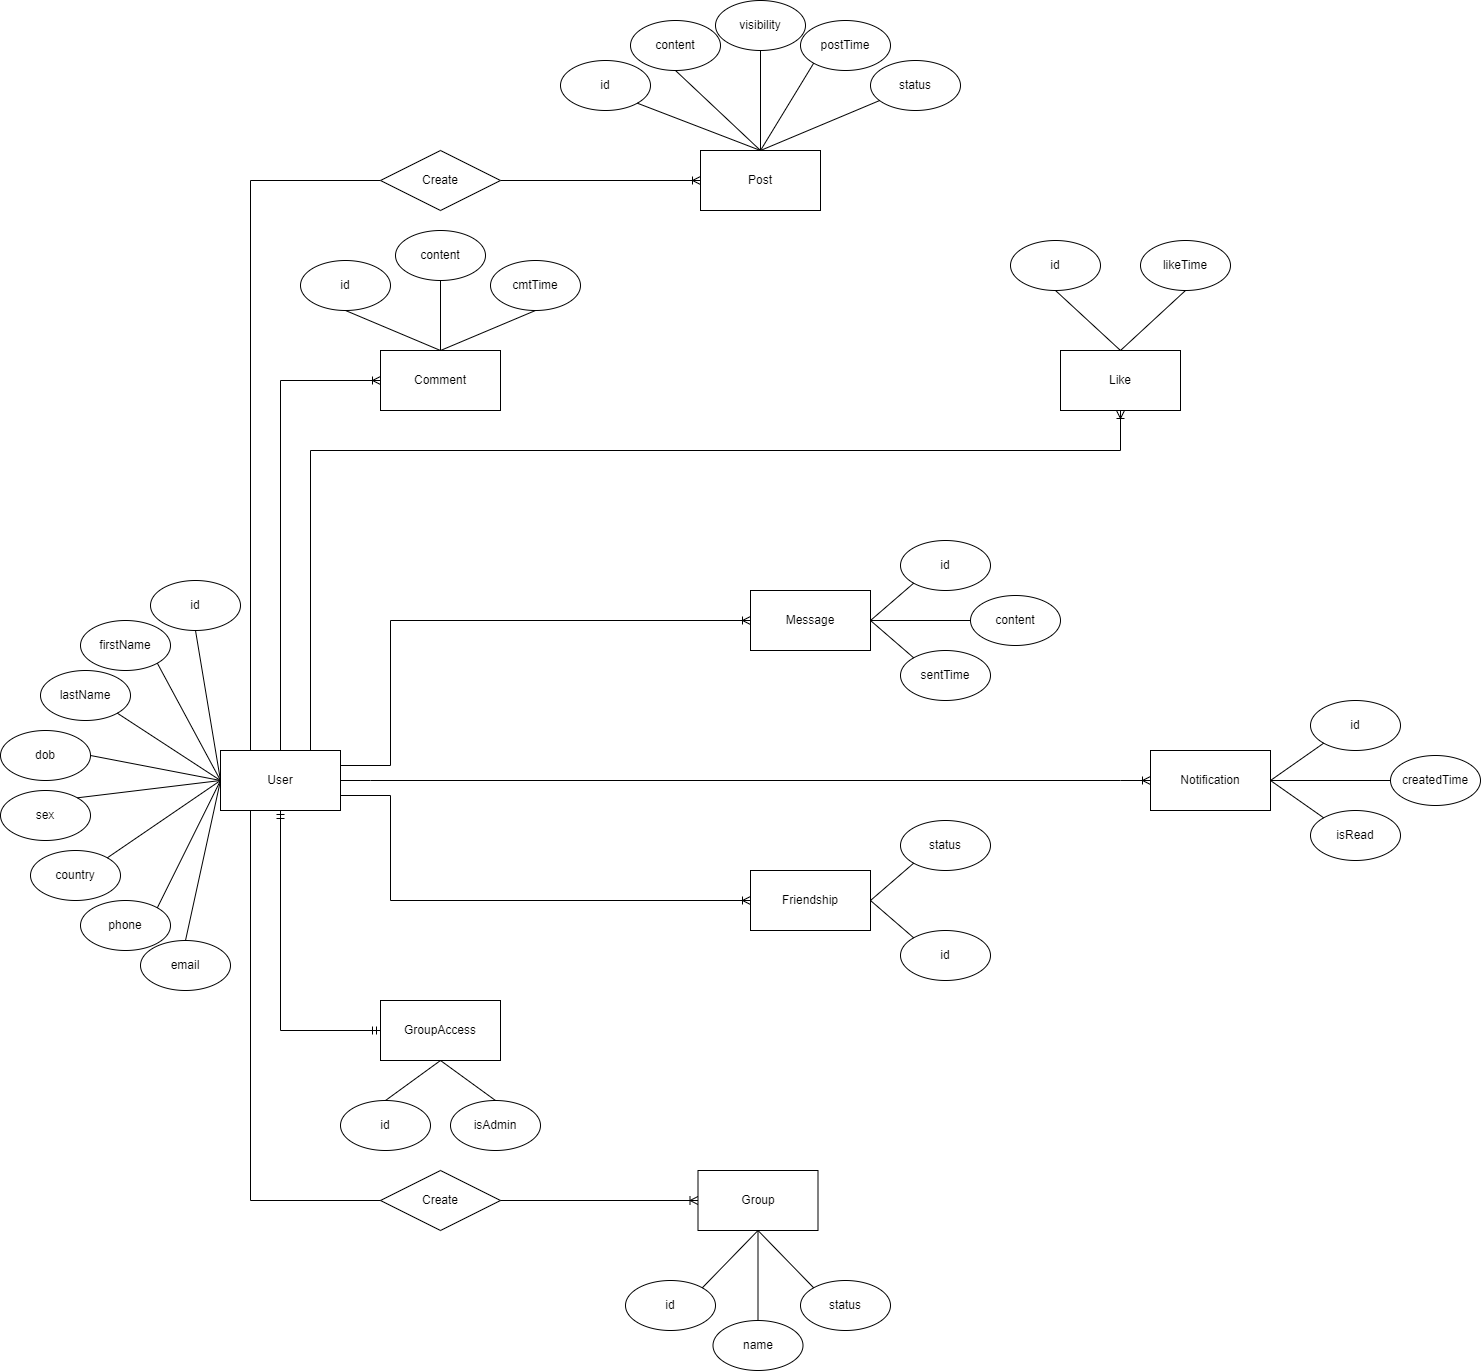 visibility
content
postTime
id
status
Create
Post
content
id
cmtTime
id
likeTime
Comment
Like
id
content
sentTime
Message
id
firstName
lastName
dob
sex
country
phone
email
User
id
createdTime
isRead
Notification
status
Friendship
id
GroupAccess
id
isAdmin
Create
Group
id
status
name